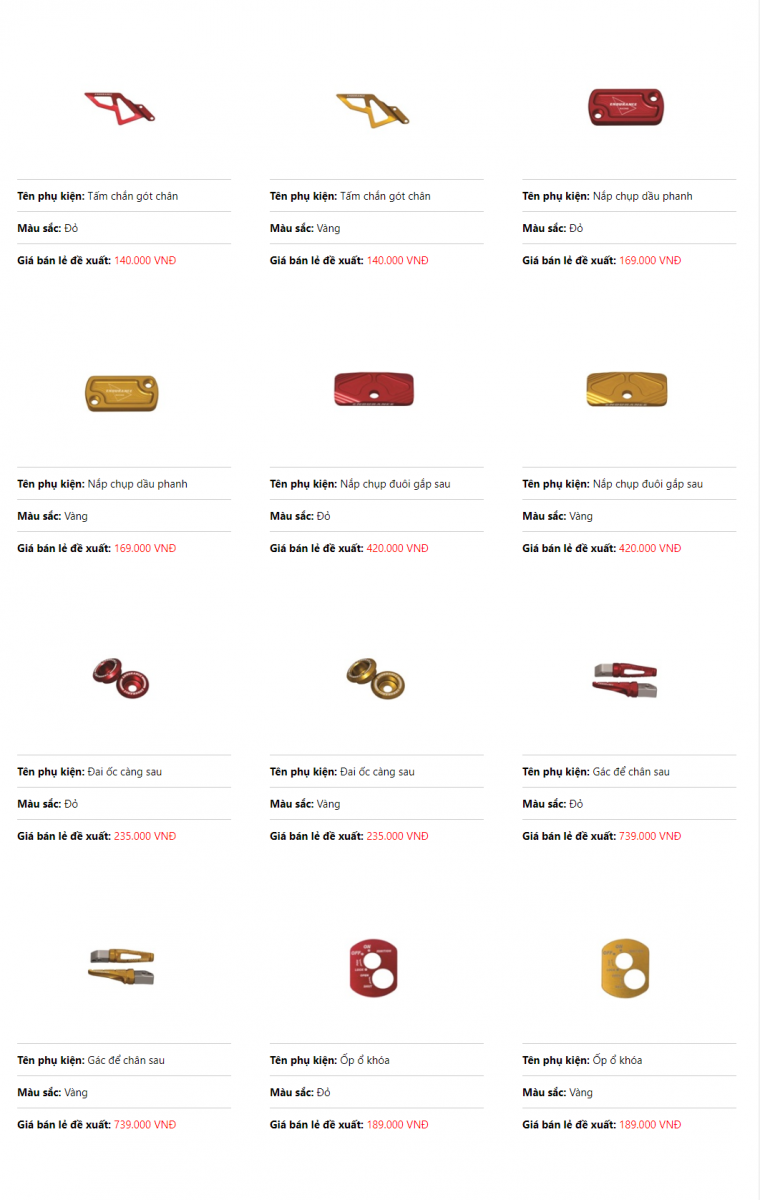 Tên phụ kiện: Tấm chắn gót chân
Màu sắc: Đỏ
Giá bán lẻ đề xuất: 140.000 VNĐ
Tên phụ kiện: Tấm chắn gót chân
Màu sắc: Vàng
Giá bán lẻ đề xuất: 140.000 VNĐ
Tên phụ kiện: Nắp chụp dầu phanh
Màu sắc: Đỏ
Giá bán lẻ đề xuất: 169.000 VNĐ
Tên phụ kiện: Nắp chụp dầu phanh
Màu sắc: Vàng
Giá bán lẻ đề xuất: 169.000 VNĐ
Tên phụ kiện: Nắp chụp đuôi gắp sau
Màu sắc: Đỏ
Giá bán lẻ đề xuất: 420.000 VNĐ
Tên phụ kiện: Nắp chụp đuôi gắp sau
Màu sắc: Vàng
Giá bán lẻ đề xuất: 420.000 VNĐ
Tên phụ kiện: Đai ốc càng sau
Màu sắc: Đỏ
Giá bán lẻ đề xuất: 235.000 VNĐ
Tên phụ kiện: Đai ốc càng sau
Màu sắc: Vàng
Giá bán lẻ đề xuất: 235.000 VNĐ
Tên phụ kiện: Gác để chân sau
Màu sắc: Đỏ
Giá bán lẻ đề xuất: 739.000 VNĐ
Tên phụ kiện: Gác để chân sau
Màu sắc: Vàng
Giá bán lẻ đề xuất: 739.000 VNĐ
ON
OFF
Tên phụ kiện: Ốp ổ khóa
Màu sắc: Đỏ
Giá bán lẻ đề xuất: 189.000 VNĐ
Tên phụ kiện: Ốp ổ khóa
Màu sắc: Vàng
Giá bán lẻ đề xuất: 189.000 VNĐ